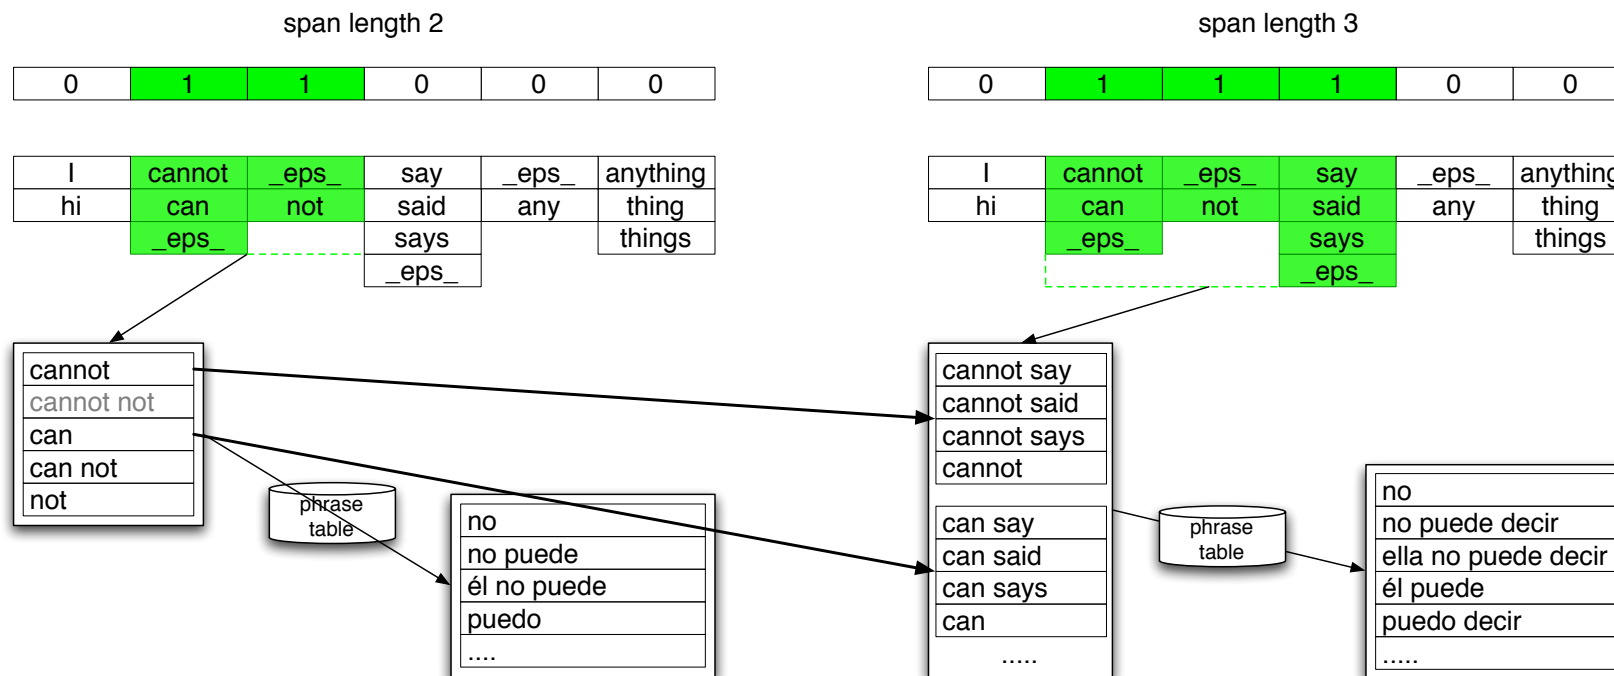 span length 2
0 1 1 0 0 0
I cannot _eps_ say _eps_ anything
hi can not said any thing
_eps_ says things
_eps_
cannot
cannot not
can
can not
not
phrase
table
no
no puede
él no puede
puedo
....
span length 3
0 1 1 1 0 0
I cannot _eps_ say _eps_ anything
hi can not said any thing
_eps_ says things
_eps_
cannot say
cannot said
cannot says
cannot
can say
can said
can says
can
.....
phrase
table
no
no puede decir
ella no puede decir
él puede
puedo decir
.....